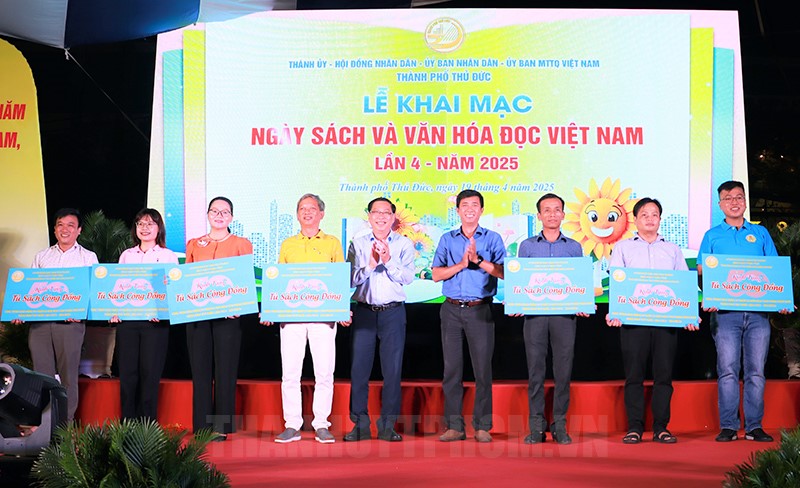 THÀNH ỦY - HỘI ĐỒNG NHÂN DÂN - ỦY BAN NHÂN DÂN - ỦY BAN MTTQ VIỆT NAM
THÀNH PHỐ THỦ ĐỨC
LỄ KHAI MẠC
NGÀY SÁCH VÀ VĂN HÓA ĐỌC VIỆT NAM
LẦN 4 - NĂM 2025
Thành phố Thủ Đức, ngày 19 tháng 4 năm 2025
NĂM
AM,
Tủ Sách Cộng Đồng
Tủ Sách Cộng Đồng
Tủ Sách Cộng Đồng
Tủ Sách Cộng Đồng
Tủ Sách Cộng Đồng
Tủ Sách Cộng Đồng
Tủ Sách Cộng Đồng
THANHUYTPHCM.VN